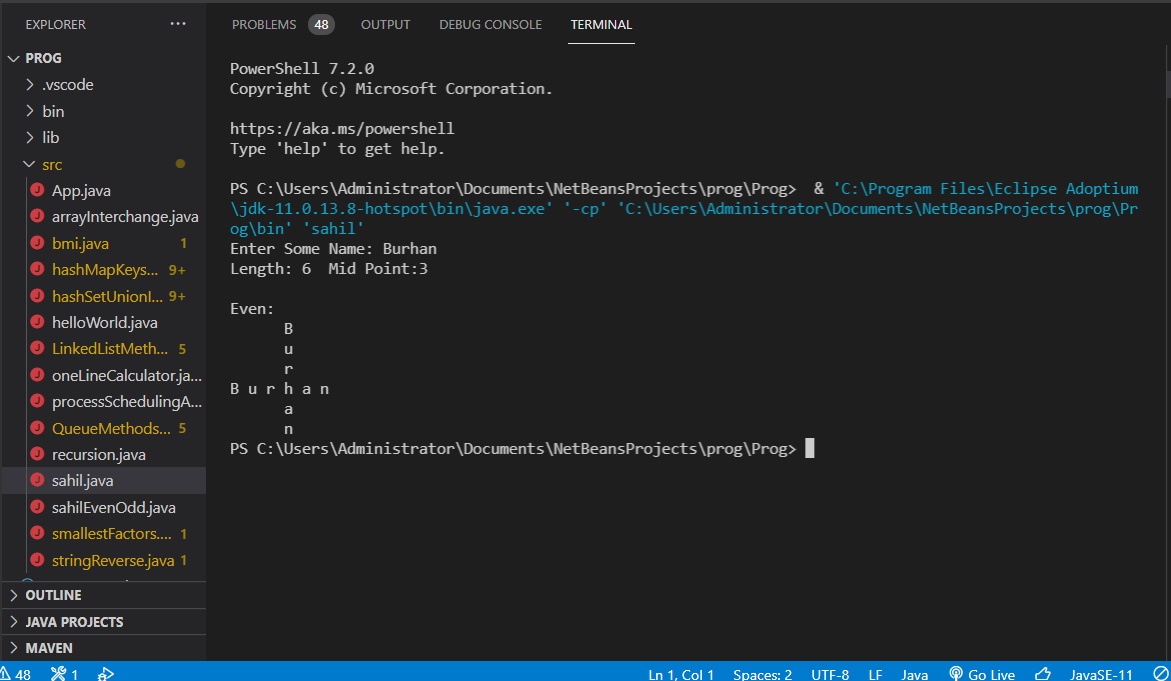 EXPLORER ...
PROG
.vscode
bin
lib
src
App.java
arrayInterchange.java
bmi.java 1
hashMapKeys... 9+
hashSetUnionI... 9+
helloWorld.java
LinkedListMeth... 5
oneLineCalculator.ja...
processSchedulingA...
QueueMethods... 5
recursion.java
sahil.java
sahilEvenOdd.java
smallestFactors.... 1
stringReverse.java 1
OUTLINE
JAVA PROJECTS
MAVEN
PROBLEMS 48 OUTPUT DEBUG CONSOLE TERMINAL
PowerShell 7.2.0
Copyright (c) Microsoft Corporation.
https://aka.ms/powershell
Type 'help' to get help.
PS C:\Users\Administrator\Documents\NetBeansProjects\prog\Prog>  & 'C:\Program Files\Eclipse Adoptium
\jdk-11.0.13.8-hotspot\bin\java.exe' '-cp' 'C:\Users\Administrator\Documents\NetBeansProjects\prog\Pr
og\bin' 'sahil'
Enter Some Name: Burhan
Length: 6  Mid Point:3
Even:
B
u
r
B u r h a n
a
n
PS C:\Users\Administrator\Documents\NetBeansProjects\prog\Prog>
48 1 Ln 1, Col 1 Spaces: 2 UTF-8 LF Java Go Live JavaSE-11